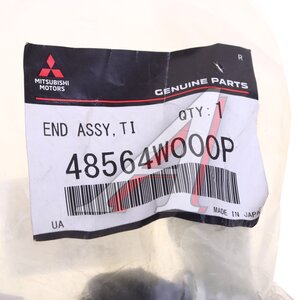 R
MITSUBISHI
MOTORS
GENUINE PARTS
END ASSY, TI QTY: 1
48564W000P
UA
MADE IN JAPAN